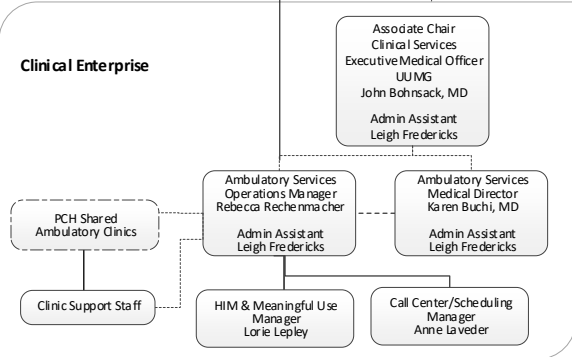 Clinical Enterprise
Associate Chair
Clinical Services
Executive Medical Officer
UUMG
John Bohnsack, MD
Admin Assistant
Leigh Fredericks
Ambulatory Services
Operations Manager
Rebecca Rechenmacher
Admin Assistant
Leigh Fredericks
Ambulatory Services
Medical Director
Karen Buchi, MD
Admin Assistant
Leigh Fredericks
PCH Shared
Ambulatory Clinics
Clinic Support Staff
HIM & Meaningful Use
Manager
Lorie Lepley
Call Center/Scheduling
Manager
Anne Laveder